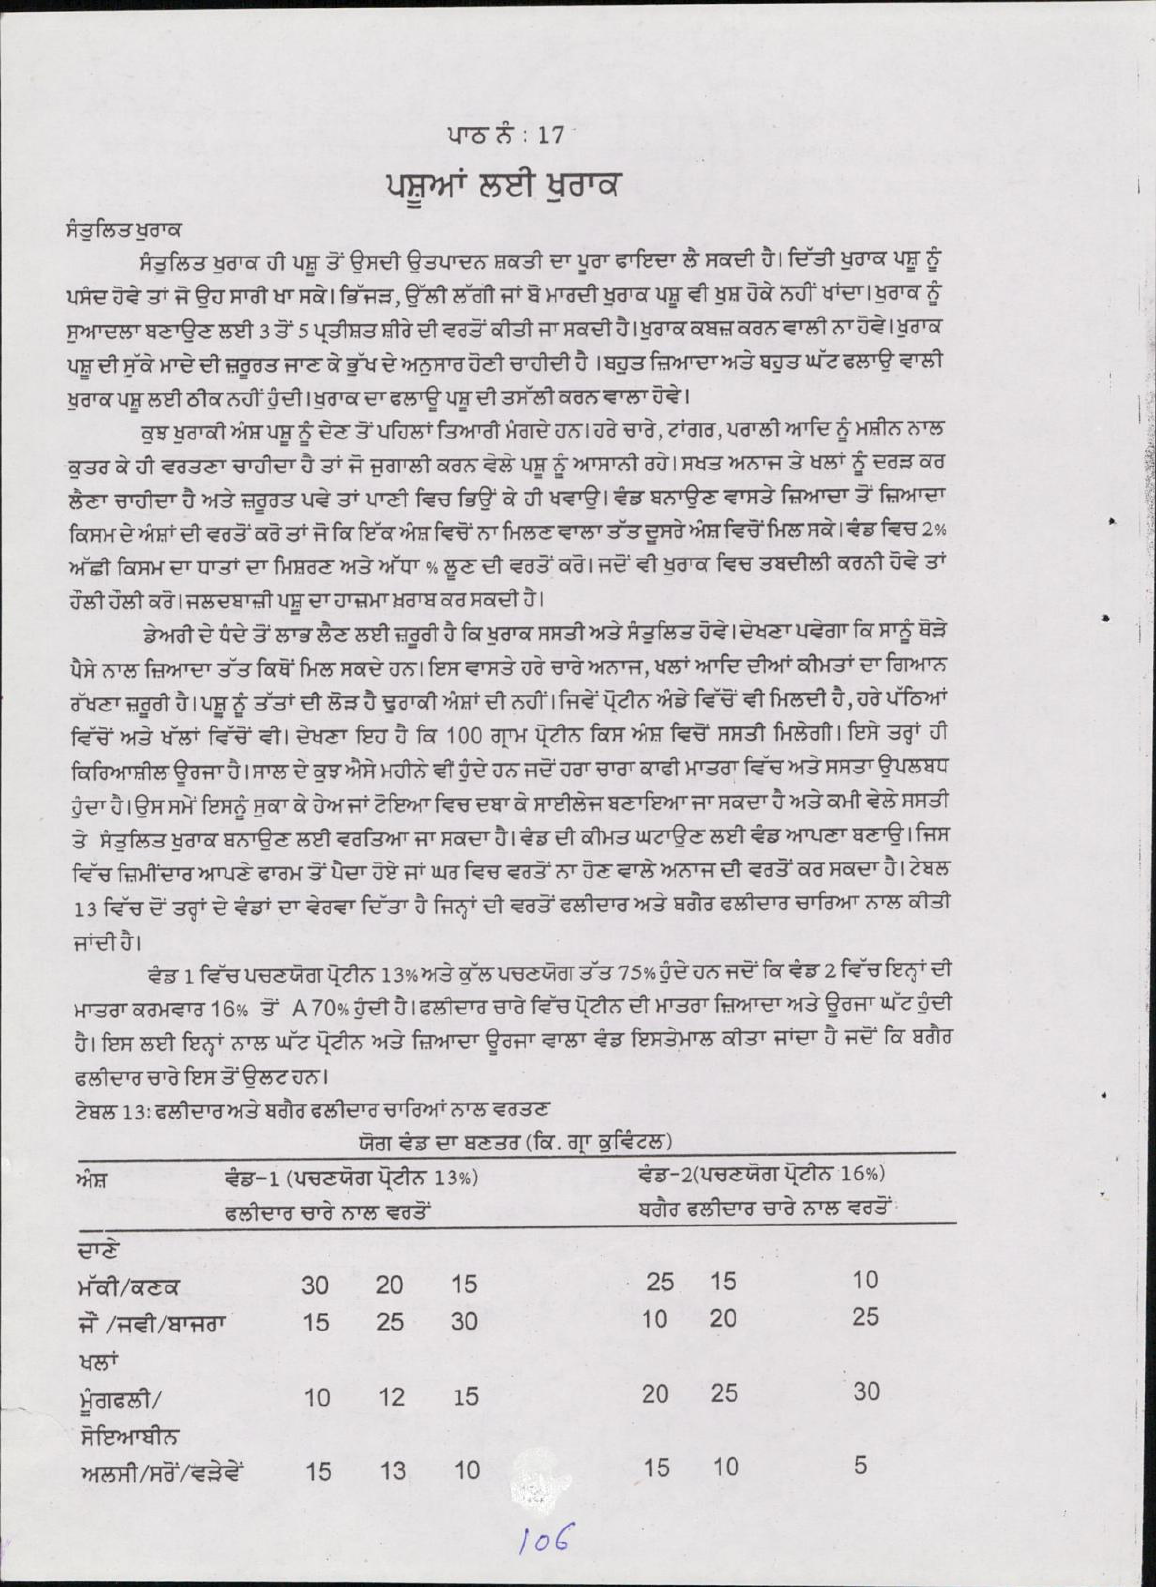 ਪਾਠ ਨੰ : 17
ਪਸ਼ੂਆਂ ਲਈ ਖੁਰਾਕ
ਸੰਤੁਲਿਤ ਖੁਰਾਕ
ਸੰਤੁਲਿਤ ਖੁਰਾਕ ਹੀ ਪਸ਼ੂ ਤੋਂ ਉਸਦੀ ਉਤਪਾਦਨ ਸ਼ਕਤੀ ਦਾ ਪੂਰਾ ਫਾਇਦਾ ਲੈ ਸਕਦੀ ਹੈ। ਦਿੱਤੀ ਖੁਰਾਕ ਪਸ਼ੂ ਨੂੰ
ਪਸੰਦ ਹੋਵੇ ਤਾਂ ਜੋ ਉਹ ਸਾਰੀ ਖਾ ਸਕੇ। ਭਿੱਜੜ, ਉੱਲੀ ਲੱਗੀ ਜਾਂ ਬੋ ਮਾਰਦੀ ਖੁਰਾਕ ਪਸ਼ੂ ਵੀ ਖੁਸ਼ ਹੋਕੇ ਨਹੀਂ ਖਾਂਦਾ। ਖੁਰਾਕ ਨੂੰ
ਸੁਆਦਲਾ ਬਣਾਉਣ ਲਈ 3 ਤੋਂ 5 ਪ੍ਰਤੀਸ਼ਤ ਸ਼ੀਰੇ ਦੀ ਵਰਤੋਂ ਕੀਤੀ ਜਾ ਸਕਦੀ ਹੈ। ਖੁਰਾਕ ਕਬਜ਼ ਕਰਨ ਵਾਲੀ ਨਾ ਹੋਵੇ। ਖੁਰਾਕ
ਪਸ਼ੂ ਦੀ ਸੁੱਕੇ ਮਾਦੇ ਦੀ ਜ਼ਰੂਰਤ ਜਾਣ ਕੇ ਭੁੱਖ ਦੇ ਅਨੁਸਾਰ ਹੋਣੀ ਚਾਹੀਦੀ ਹੈ । ਬਹੁਤ ਜ਼ਿਆਦਾ ਅਤੇ ਬਹੁਤ ਘੱਟ ਫਲਾਉ ਵਾਲੀ
ਖੁਰਾਕ ਪਸ਼ੂ ਲਈ ਠੀਕ ਨਹੀਂ ਹੁੰਦੀ। ਖੁਰਾਕ ਦਾ ਫਲਾਊ ਪਸ਼ੂ ਦੀ ਤਸੱਲੀ ਕਰਨ ਵਾਲਾ ਹੋਵੇ।
ਕੁਝ ਖੁਰਾਕੀ ਅੰਸ਼ ਪਸ਼ੂ ਨੂੰ ਦੇਣ ਤੋਂ ਪਹਿਲਾਂ ਤਿਆਰੀ ਮੰਗਦੇ ਹਨ। ਹਰੇ ਚਾਰੇ, ਟਾਂਗਰ, ਪਰਾਲੀ ਆਦਿ ਨੂੰ ਮਸ਼ੀਨ ਨਾਲ
ਕੁਤਰ ਕੇ ਹੀ ਵਰਤਣਾ ਚਾਹੀਦਾ ਹੈ ਤਾਂ ਜੋ ਜੁਗਾਲੀ ਕਰਨ ਵੇਲੇ ਪਸ਼ੂ ਨੂੰ ਆਸਾਨੀ ਰਹੇ। ਸਖਤ ਅਨਾਜ ਤੇ ਖਲਾਂ ਨੂੰ ਦਰੜ ਕਰ
ਲੈਣਾ ਚਾਹੀਦਾ ਹੈ ਅਤੇ ਜ਼ਰੂਰਤ ਪਵੇ ਤਾਂ ਪਾਣੀ ਵਿਚ ਭਿਉਂ ਕੇ ਹੀ ਖਵਾਉ। ਵੰਡ ਬਨਾਉਣ ਵਾਸਤੇ ਜ਼ਿਆਦਾ ਤੋਂ ਜ਼ਿਆਦਾ
ਕਿਸਮ ਦੇ ਅੰਸ਼ਾਂ ਦੀ ਵਰਤੋਂ ਕਰੋ ਤਾਂ ਜੋ ਕਿ ਇੱਕ ਅੰਸ਼ ਵਿਚੋਂ ਨਾ ਮਿਲਣ ਵਾਲਾ ਤੱਤ ਦੂਸਰੇ ਅੰਸ਼ ਵਿਚੋਂ ਮਿਲ ਸਕੇ। ਵੰਡ ਵਿਚ 2%
ਅੱਛੀ ਕਿਸਮ ਦਾ ਧਾਤਾਂ ਦਾ ਮਿਸ਼ਰਣ ਅਤੇ ਅੱਧਾ % ਲੂਣ ਦੀ ਵਰਤੋਂ ਕਰੋ। ਜਦੋਂ ਵੀ ਖੁਰਾਕ ਵਿਚ ਤਬਦੀਲੀ ਕਰਨੀ ਹੋਵੇ ਤਾਂ
ਹੌਲੀ ਹੌਲੀ ਕਰੋ। ਜਲਦਬਾਜ਼ੀ ਪਸ਼ੂ ਦਾ ਹਾਜ਼ਮਾ ਖ਼ਰਾਬ ਕਰ ਸਕਦੀ ਹੈ।
ਡੇਅਰੀ ਦੇ ਧੰਦੇ ਤੋਂ ਲਾਭ ਲੈਣ ਲਈ ਜ਼ਰੂਰੀ ਹੈ ਕਿ ਖੁਰਾਕ ਸਸਤੀ ਅਤੇ ਸੰਤੁਲਿਤ ਹੋਵੇ। ਦੇਖਣਾ ਪਵੇਗਾ ਕਿ ਸਾਨੂੰ ਥੋੜੇ
ਪੈਸੇ ਨਾਲ ਜ਼ਿਆਦਾ ਤੱਤ ਕਿਥੋਂ ਮਿਲ ਸਕਦੇ ਹਨ। ਇਸ ਵਾਸਤੇ ਹਰੇ ਚਾਰੇ ਅਨਾਜ, ਖਲਾਂ ਆਦਿ ਦੀਆਂ ਕੀਮਤਾਂ ਦਾ ਗਿਆਨ
ਰੱਖਣਾ ਜ਼ਰੂਰੀ ਹੈ। ਪਸ਼ੂ ਨੂੰ ਤੱਤਾਂ ਦੀ ਲੋੜ ਹੈ ਢੁਰਾਕੀ ਅੰਸ਼ਾਂ ਦੀ ਨਹੀਂ। ਜਿਵੇਂ ਪ੍ਰੋਟੀਨ ਅੰਡੇ ਵਿੱਚੋਂ ਵੀ ਮਿਲਦੀ ਹੈ, ਹਰੇ ਪੱਠਿਆਂ
ਵਿੱਚੋਂ ਅਤੇ ਖੱਲਾਂ ਵਿੱਚੋਂ ਵੀ। ਦੇਖਣਾ ਇਹ ਹੈ ਕਿ 100 ਗ੍ਰਾਮ ਪ੍ਰੋਟੀਨ ਕਿਸ ਅੰਸ਼ ਵਿਚੋਂ ਸਸਤੀ ਮਿਲੇਗੀ। ਇਸੇ ਤਰ੍ਹਾਂ ਹੀ
ਕਿਰਿਆਸ਼ੀਲ ਊਰਜਾ ਹੈ। ਸਾਲ ਦੇ ਕੁਝ ਐਸੇ ਮਹੀਨੇ ਵੀਂ ਹੁੰਦੇ ਹਨ ਜਦੋਂ ਹਰਾ ਚਾਰਾ ਕਾਫੀ ਮਾਤਰਾ ਵਿੱਚ ਅਤੇ ਸਸਤਾ ਉਪਲਬਧ
ਹੁੰਦਾ ਹੈ। ਉਸ ਸਮੇਂ ਇਸਨੂੰ ਸੁਕਾ ਕੇ ਹੇਅ ਜਾਂ ਟੋਇਆ ਵਿਚ ਦਬਾ ਕੇ ਸਾਈਲੇਜ ਬਣਾਇਆ ਜਾ ਸਕਦਾ ਹੈ ਅਤੇ ਕਮੀ ਵੇਲੇ ਸਸਤੀ
ਤੇ ਸੰਤੁਲਿਤ ਖੁਰਾਕ ਬਨਾਉਣ ਲਈ ਵਰਤਿਆ ਜਾ ਸਕਦਾ ਹੈ। ਵੰਡ ਦੀ ਕੀਮਤ ਘਟਾਉਣ ਲਈ ਵੰਡ ਆਪਣਾ ਬਣਾਉ। ਜਿਸ
ਵਿੱਚ ਜ਼ਿਮੀਂਦਾਰ ਆਪਣੇ ਫਾਰਮ ਤੋਂ ਪੈਦਾ ਹੋਏ ਜਾਂ ਘਰ ਵਿਚ ਵਰਤੋਂ ਨਾ ਹੋਣ ਵਾਲੇ ਅਨਾਜ ਦੀ ਵਰਤੋਂ ਕਰ ਸਕਦਾ ਹੈ। ਟੇਬਲ
13 ਵਿੱਚ ਦੋਂ ਤਰ੍ਹਾਂ ਦੇ ਵੰਡਾਂ ਦਾ ਵੇਰਵਾ ਦਿੱਤਾ ਹੈ ਜਿਨ੍ਹਾਂ ਦੀ ਵਰਤੋਂ ਫਲੀਦਾਰ ਅਤੇ ਬਗੈਰ ਫਲੀਦਾਰ ਚਾਰਿਆ ਨਾਲ ਕੀਤੀ
ਜਾਂਦੀ ਹੈ।
ਵੰਡ 1 ਵਿੱਚ ਪਚਣਯੋਗ ਪ੍ਰੋਟੀਨ 13% ਅਤੇ ਕੁੱਲ ਪਚਣਯੋਗ ਤੱਤ 75% ਹੁੰਦੇ ਹਨ ਜਦੋਂ ਕਿ ਵੰਡ 2 ਵਿੱਚ ਇਨ੍ਹਾਂ ਦੀ
ਮਾਤਰਾ ਕਰਮਵਾਰ 16% ਤੋਂ A 70% ਹੁੰਦੀ ਹੈ। ਫਲੀਦਾਰ ਚਾਰੇ ਵਿੱਚ ਪ੍ਰੋਟੀਨ ਦੀ ਮਾਤਰਾ ਜ਼ਿਆਦਾ ਅਤੇ ਊਰਜਾ ਘੱਟ ਹੁੰਦੀ
ਹੈ। ਇਸ ਲਈ ਇਨ੍ਹਾਂ ਨਾਲ ਘੱਟ ਪ੍ਰੋਟੀਨ ਅਤੇ ਜ਼ਿਆਦਾ ਊਰਜਾ ਵਾਲਾ ਵੰਡ ਇਸਤੇਮਾਲ ਕੀਤਾ ਜਾਂਦਾ ਹੈ ਜਦੋਂ ਕਿ ਬਗੈਰ
ਫਲੀਦਾਰ ਚਾਰੇ ਇਸ ਤੋਂ ਉਲਟ ਹਨ।
ਟੇਬਲ 13: ਫਲੀਦਾਰ ਅਤੇ ਬਗੈਰ ਫਲੀਦਾਰ ਚਾਰਿਆਂ ਨਾਲ ਵਰਤਣ
ਯੋਗ ਵੰਡ ਦਾ ਬਣਤਰ (ਕਿ. ਗ੍ਰਾ ਕੁਵਿੰਟਲ)
ਅੰਸ਼ ਵੰਡ-1 (ਪਚਣਯੋਗ ਪ੍ਰੋਟੀਨ 13%) ਵੰਡ-2(ਪਚਣਯੋਗ ਪ੍ਰੋਟੀਨ 16%)
ਫਲੀਦਾਰ ਚਾਰੇ ਨਾਲ ਵਰਤੋਂ ਬਗੈਰ ਫਲੀਦਾਰ ਚਾਰੇ ਨਾਲ ਵਰਤੋਂ
ਦਾਣੇ
ਮੱਕੀ/ਕਣਕ 30 20 15 25 15 10
ਜੌਂ /ਜਵੀ/ਬਾਜਰਾ 15 25 30 10 20 25
ਖਲਾਂ
ਮੂੰਗਫਲੀ/ 10 12 15 20 25 30
ਸੋਇਆਬੀਨ
ਅਲਸੀ/ਸਰੋਂ/ਵੜੇਵੇਂ 15 13 10 15 10 5
106